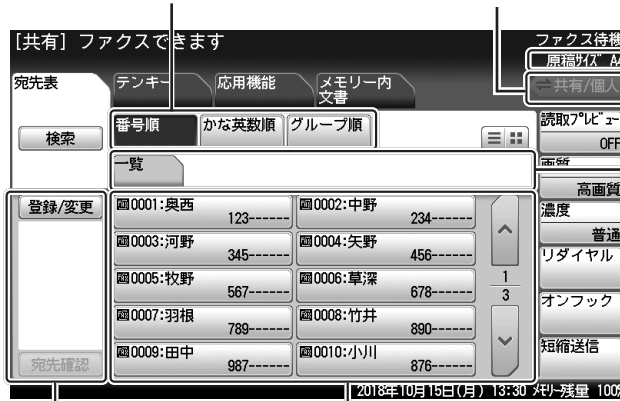 [共有] ファクスできます
ファクス待機
原稿ｻｲｽﾞ A4
宛先表
テンキー
応用機能
メモリー内
文書
共有/個人
検索
番号順
かな英数順
グループ順
読取ﾌﾟﾚﾋﾞｭｰ
OFF
一覧
画質
高画質
登録/変更
0001:奥西
123------
0002:中野
234------
濃度
普通
0003:河野
345------
0004:矢野
456------
リダイヤル
0005:牧野
567------
0006:草深
678------
1
3
オンフック
0007:羽根
789------
0008:竹井
890------
短縮送信
宛先確認
0009:田中
987------
0010:小川
876------
2018年10月15日(月) 13:30 ﾒﾓﾘｰ残量 100%